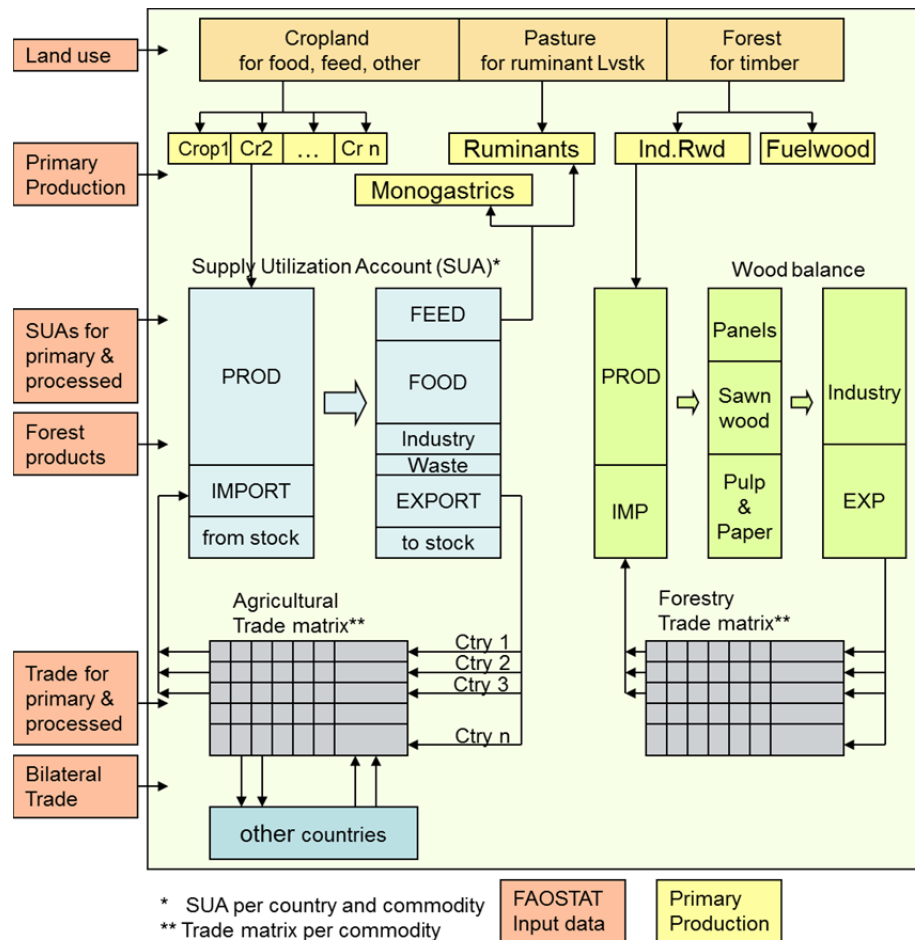 Land use
Cropland
for food, feed, other
Pasture
for ruminant Lvstk
Forest
for timber
Primary
Production
Crop1
Cr2
...
Cr n
Ruminants
Ind.Rwd
Fuelwood
Monogastrics
Supply Utilization Account (SUA)*
Wood balance
SUAs for
primary &
processed
Forest
products
PROD
IMPORT
from stock
FEED
FOOD
Industry
Waste
EXPORT
to stock
PROD
IMP
Panels
Sawn
wood
Pulp
&
Paper
Industry
EXP
Agricultural
Trade matrix**
Ctry 1
Ctry 2
Ctry 3
Ctry n
Forestry
Trade matrix**
Trade for
primary &
processed
Bilateral
Trade
other countries
* SUA per country and commodity
** Trade matrix per commodity
FAOSTAT
Input data
Primary
Production